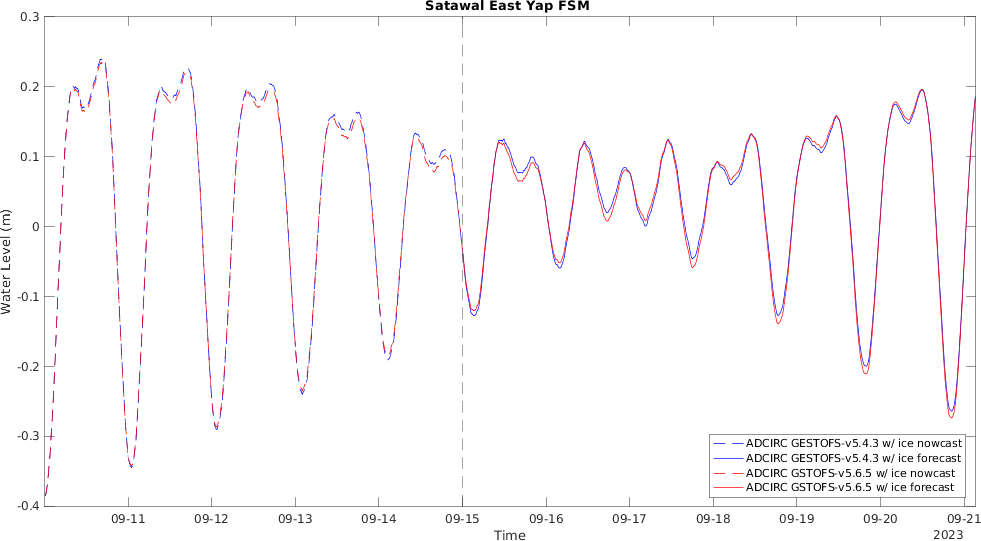 Satawal East Yap FSM
0.3
0.2
0.1
0
-0.1
-0.2
-0.3
-0.4
Water Level (m)
ADCIRC GESTOFS-v5.4.3 w/ ice nowcast
ADCIRC GESTOFS-v5.4.3 w/ ice forecast
ADCIRC GSTOFS-v5.6.5 w/ ice nowcast
ADCIRC GSTOFS-v5.6.5 w/ ice forecast
09-11 09-12 09-13 09-14 09-15 09-16 09-17 09-18 09-19 09-20 09-21
Time
2023